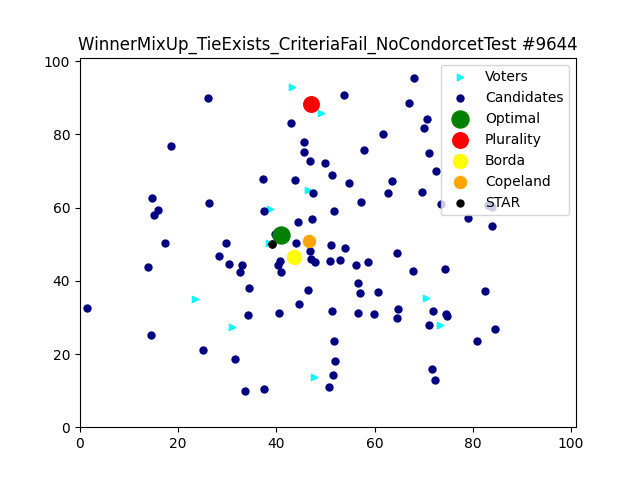 WinnerMixUp_TieExists_CriteriaFail_NoCondorcetTest #9644
100
80
60
40
20
0
0 20 40 60 80 100
Voters
Candidates
Optimal
Plurality
Borda
Copeland
STAR